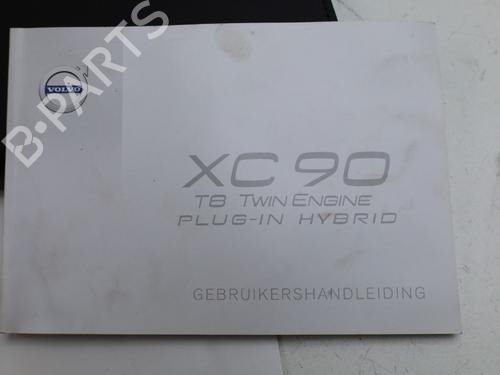 VOLVO
B-PARTS
XC 90
T8 TWIN ENGINE
PLUG-IN HYBRID
GEBRUIKERSHANDLEIDING